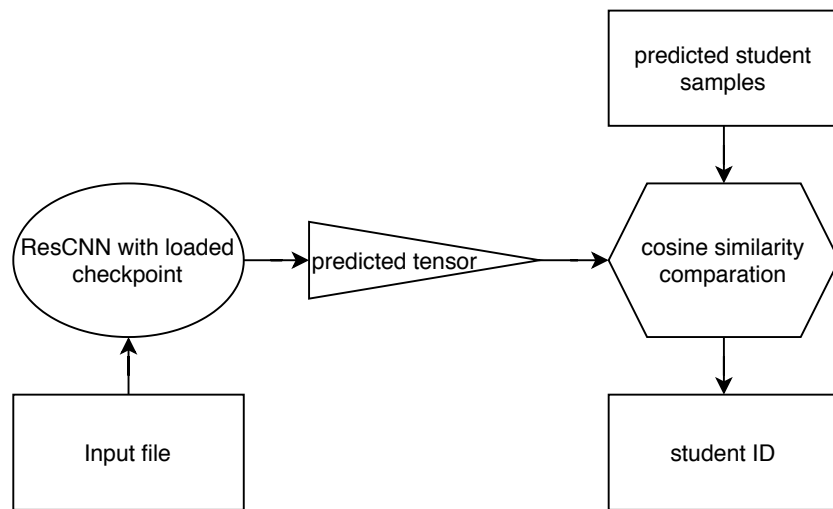 predicted student
samples
ResCNN with loaded
checkpoint
predicted tensor
cosine similarity
comparation
Input file
student ID